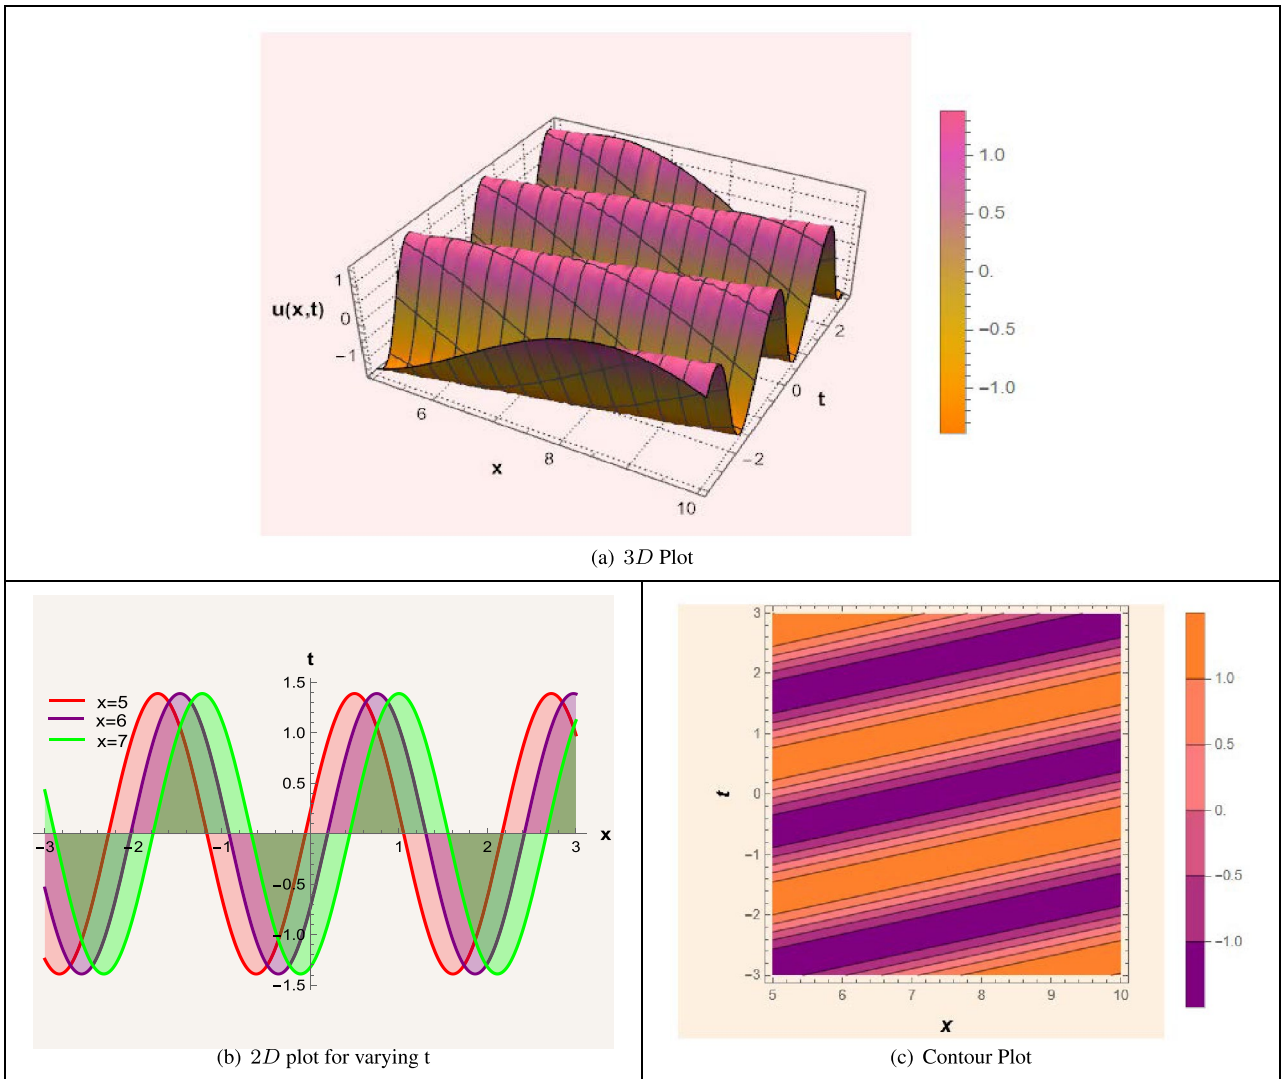 1.0
0.5
0.
−0.5
−1.0
1
0
−1
u(x,t)
6
8
10
x
−2
0
2
t
(a) 3D Plot
t
x=5
x=6
x=7
1.5
1.0
0.5
−0.5
−1.0
−1.5
−3 −2 −1 1 2 3
x
(b) 2D plot for varying t
3
2
1
0
−1
−2
−3
t
5 6 7 8 9 10
x
1.0
0.5
0.
−0.5
−1.0
(c) Contour Plot